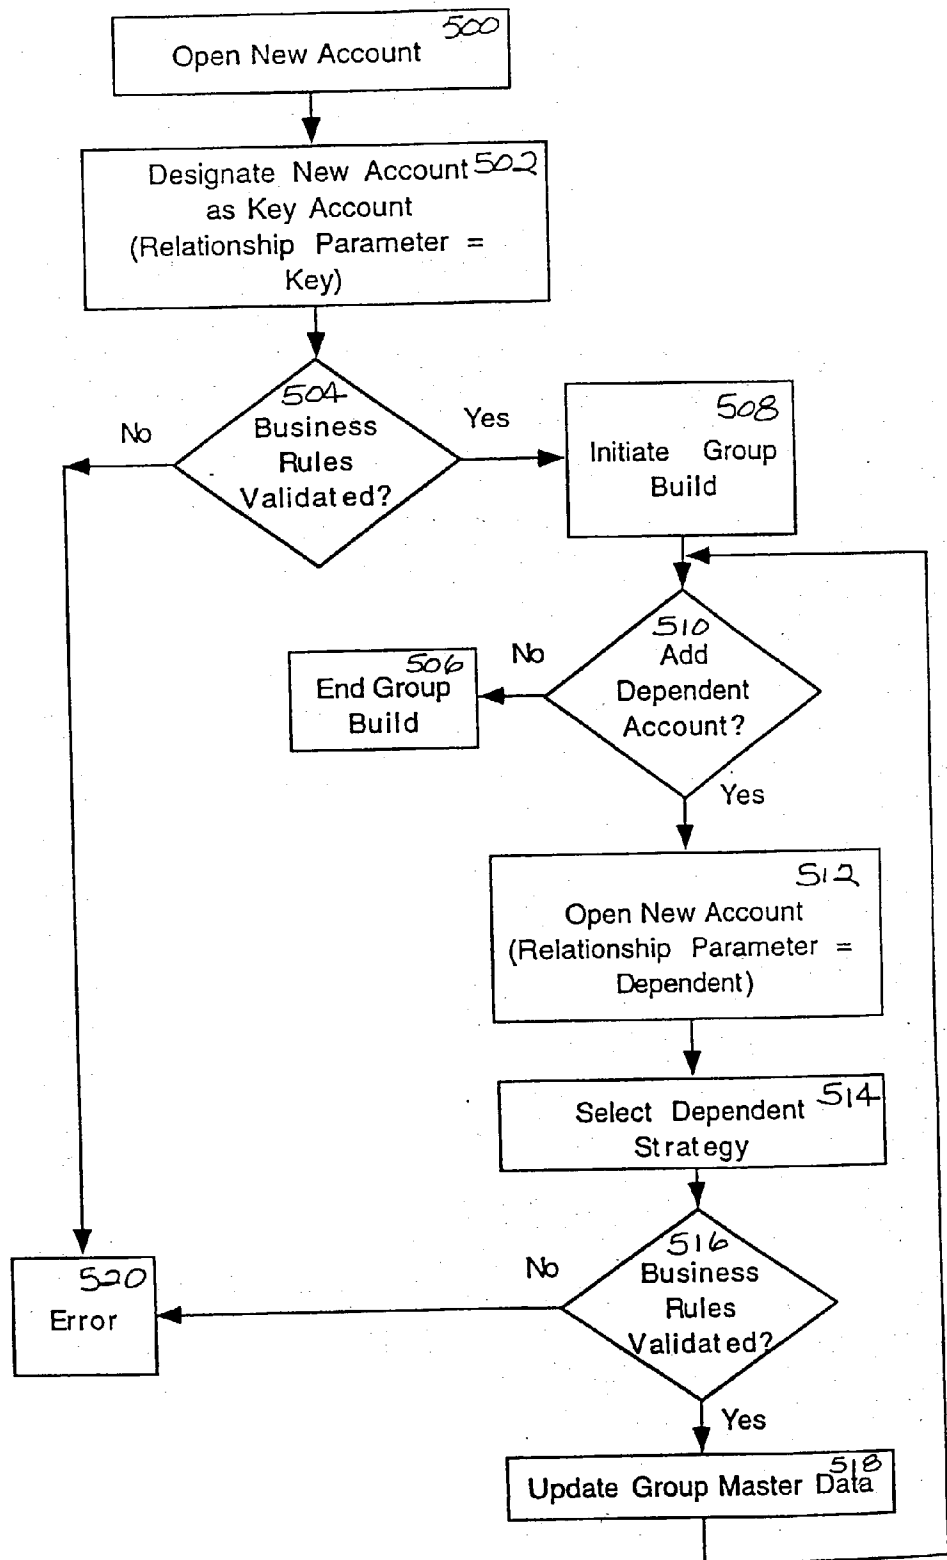 500
Open New Account
Designate New Account 502
as Key Account
(Relationship Parameter =
Key)
504
Business
Rules
Validated?
No
Yes
508
Initiate Group
Build
510
Add
Dependent
Account?
No
506
End Group
Build
Yes
512
Open New Account
(Relationship Parameter =
Dependent)
Select Dependent 514
Strategy
516
Business
Rules
Validated?
No
520
Error
Yes
518
Update Group Master Data